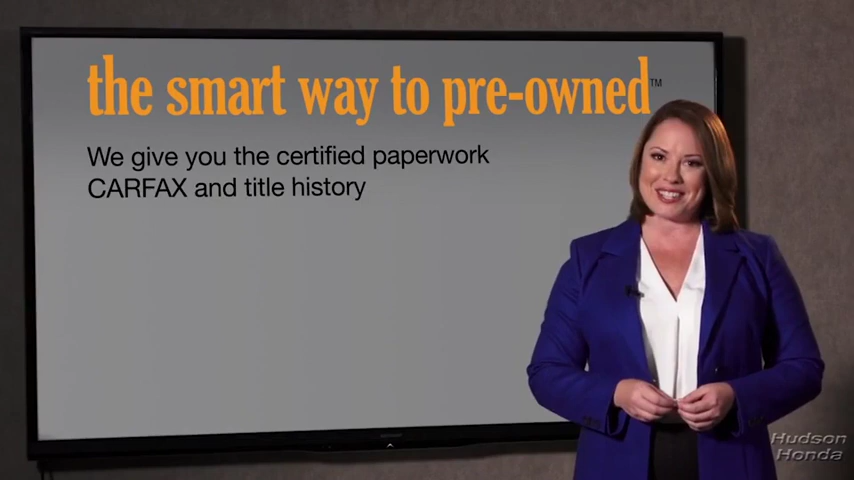 the smart way to pre-owned™
We give you the certified paperwork
CARFAX and title history
Hudson
Honda